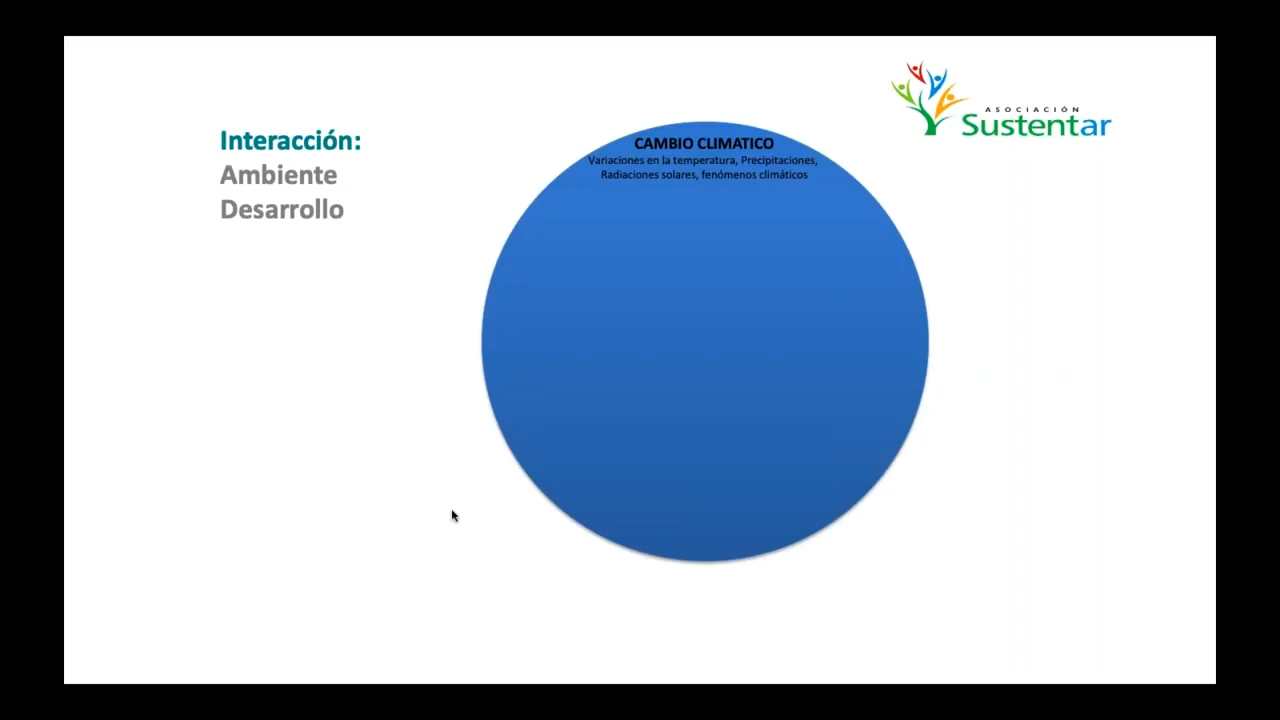 Interacción:
Ambiente
Desarrollo
ASOCIACIÓN
Sustentar
CAMBIO CLIMATICO
Variaciones en la temperatura, Precipitaciones,
Radiaciones solares, fenómenos climáticos